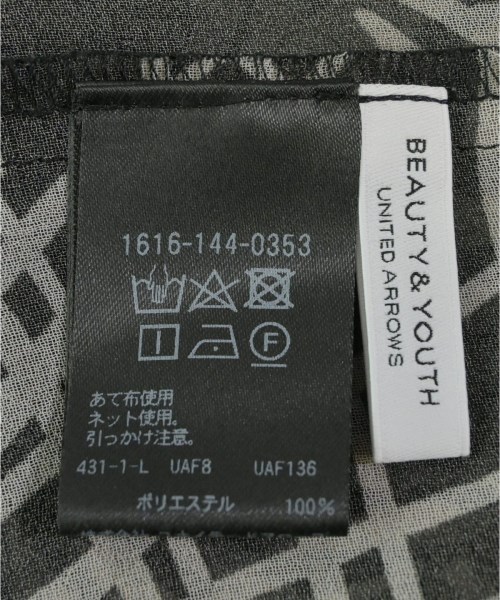 1616-144-0353
あて布使用
ネット使用。
引っかけ注意。
431-1-L UAF8 UAF136
ポリエステル 100%
BEAUTY & YOUTH
UNITED ARROWS